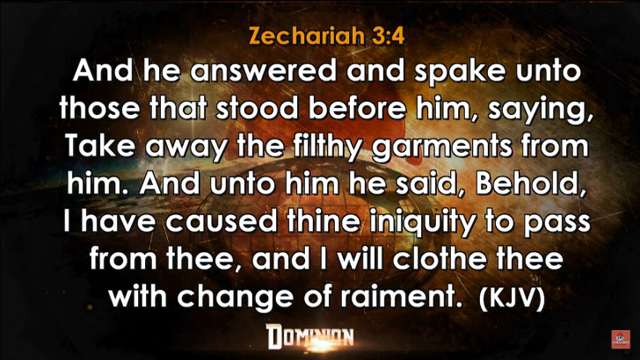 Zechariah 3:4
And he answered and spake unto
those that stood before him, saying,
Take away the filthy garments from
him. And unto him he said, Behold,
I have caused thine iniquity to pass
from thee, and I will clothe thee
with change of raiment. (KJV)
DOMINION